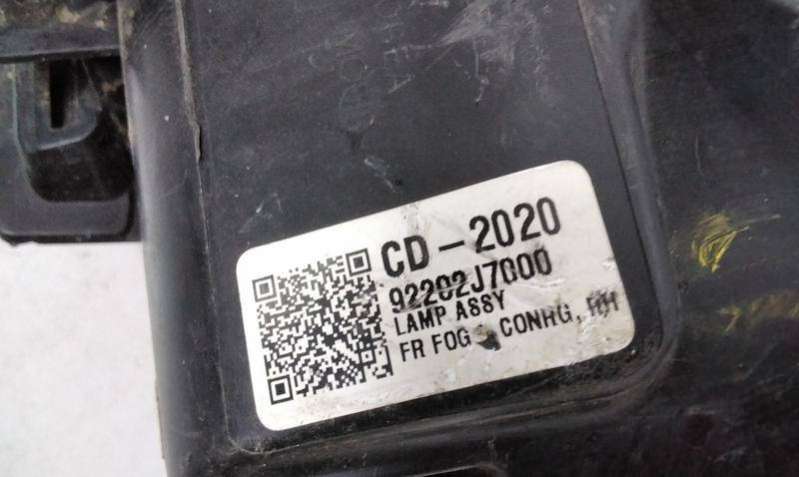 CD-2020
92202J7000
LAMP ASSY
FR FOG & CONHG, RH